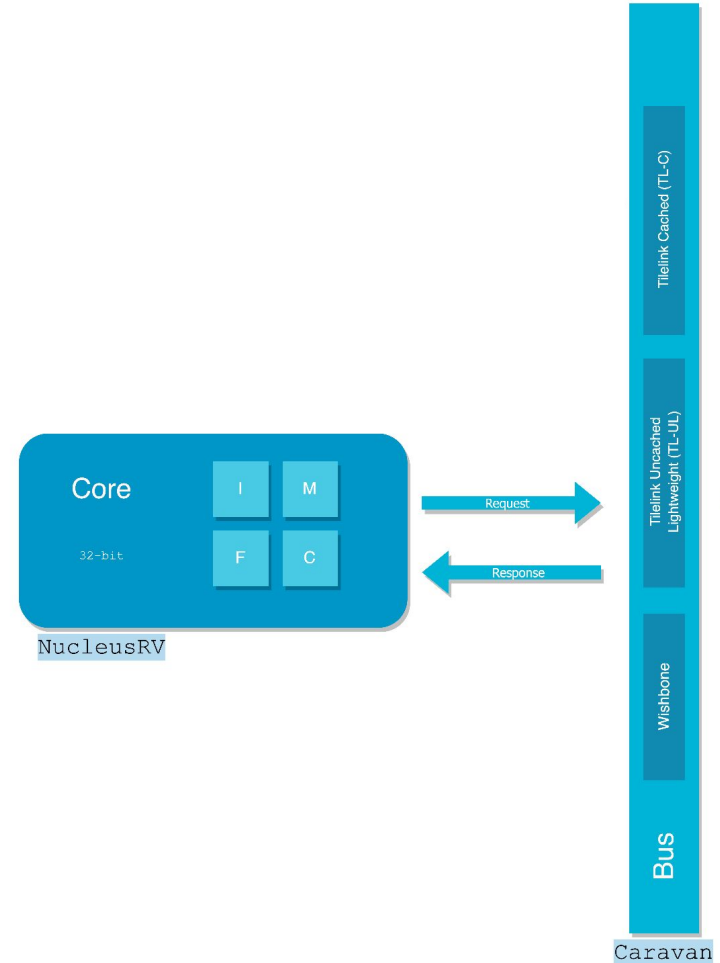 Core
32-bit
I
M
F
C
NucleusRV
Request
Response
Tilelink Cached (TL-C)
Tilelink Uncached
Lightweight (TL-UL)
Wishbone
Bus
Caravan